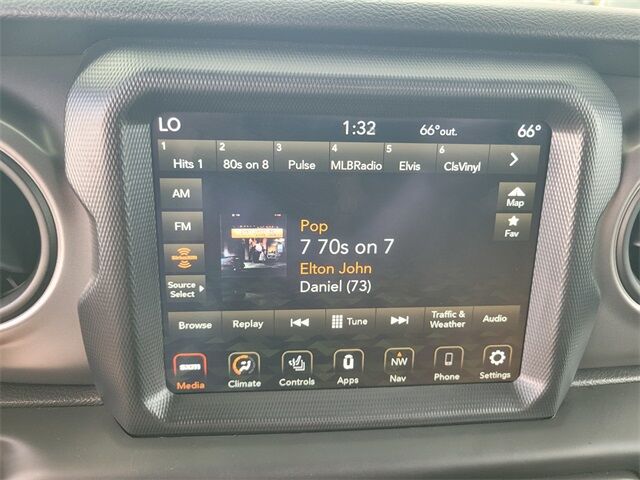 LO 1:32 66° out. 66°
1 Hits 1 2 80s on 8 3 Pulse 4 MLBRadio 5 Elvis 6 ClsVinyl
AM
FM
SiriusXM
Source Select
Pop
7 70s on 7
Elton John
Daniel (73)
Map
Fav
Browse Replay Tune Traffic & Weather Audio
SXM NW
Media Climate Controls Apps Nav Phone Settings